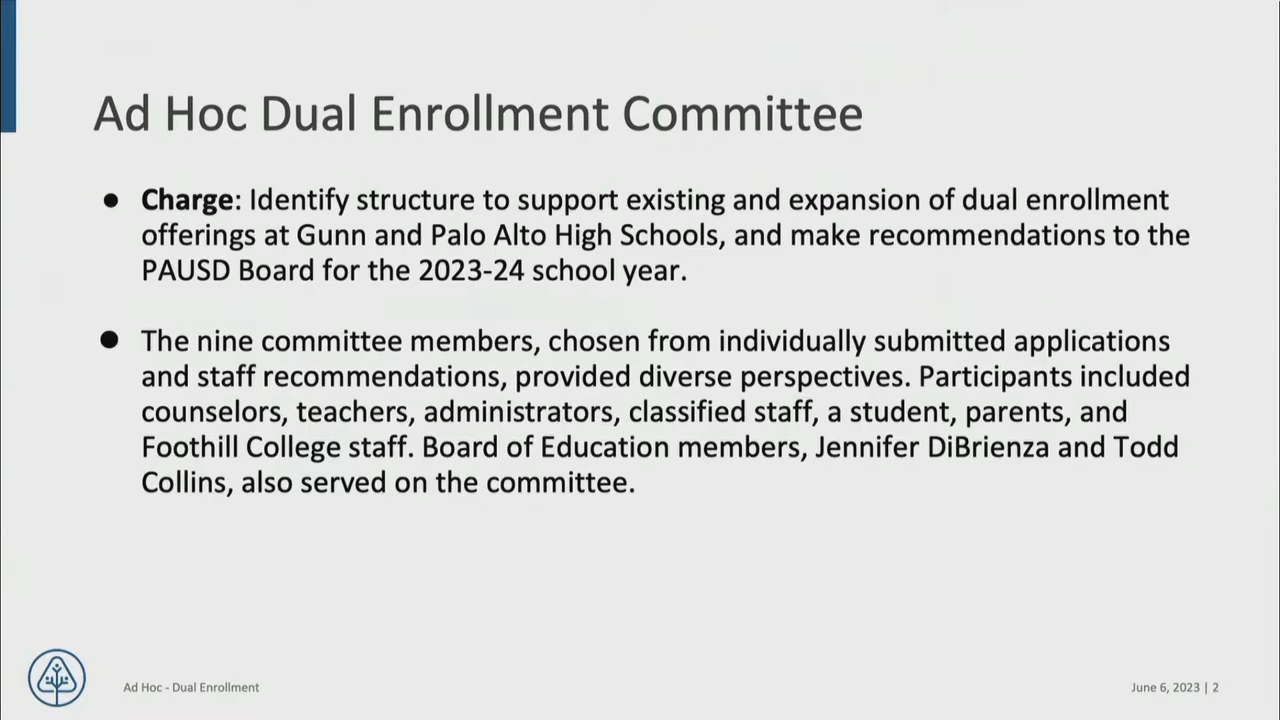 Ad Hoc Dual Enrollment Committee
● Charge: Identify structure to support existing and expansion of dual enrollment
offerings at Gunn and Palo Alto High Schools, and make recommendations to the
PAUSD Board for the 2023-24 school year.
● The nine committee members, chosen from individually submitted applications
and staff recommendations, provided diverse perspectives. Participants included
counselors, teachers, administrators, classified staff, a student, parents, and
Foothill College staff. Board of Education members, Jennifer DiBrienza and Todd
Collins, also served on the committee.
Ad Hoc - Dual Enrollment
June 6, 2023 | 2